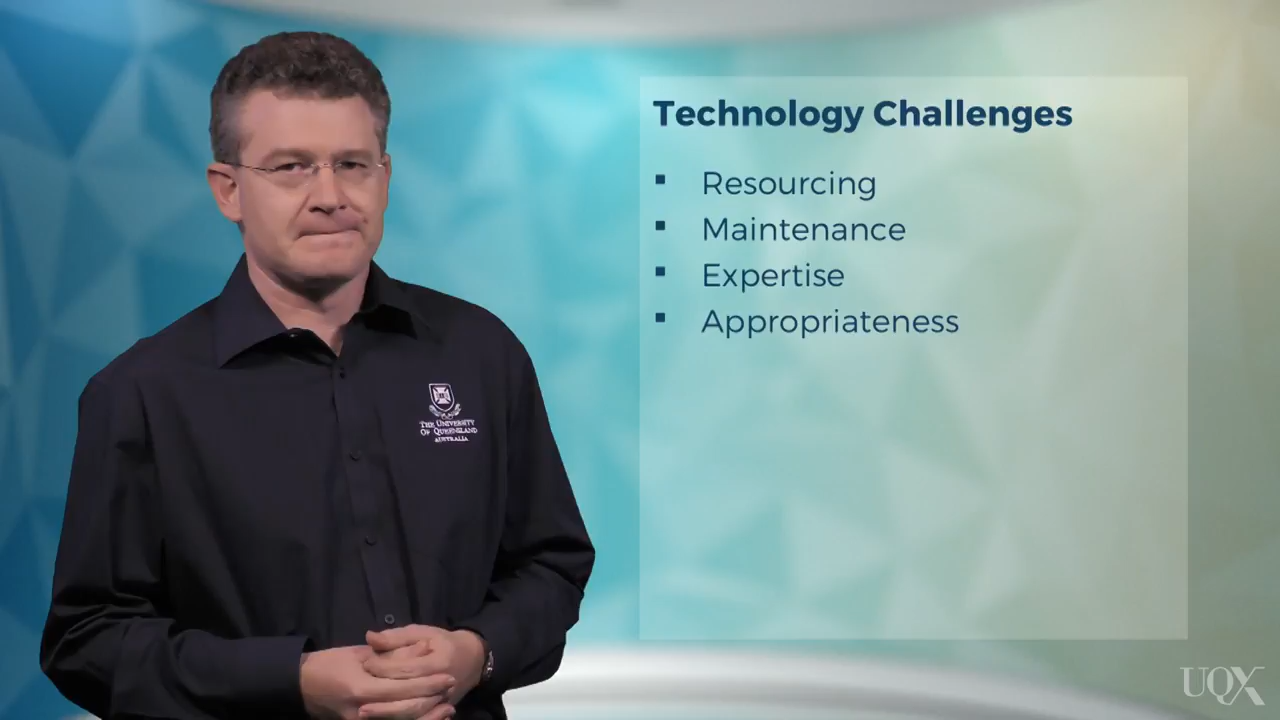 Technology Challenges
▪ Resourcing
▪ Maintenance
▪ Expertise
▪ Appropriateness
THE UNIVERSITY
OF QUEENSLAND
AUSTRALIA
UQX